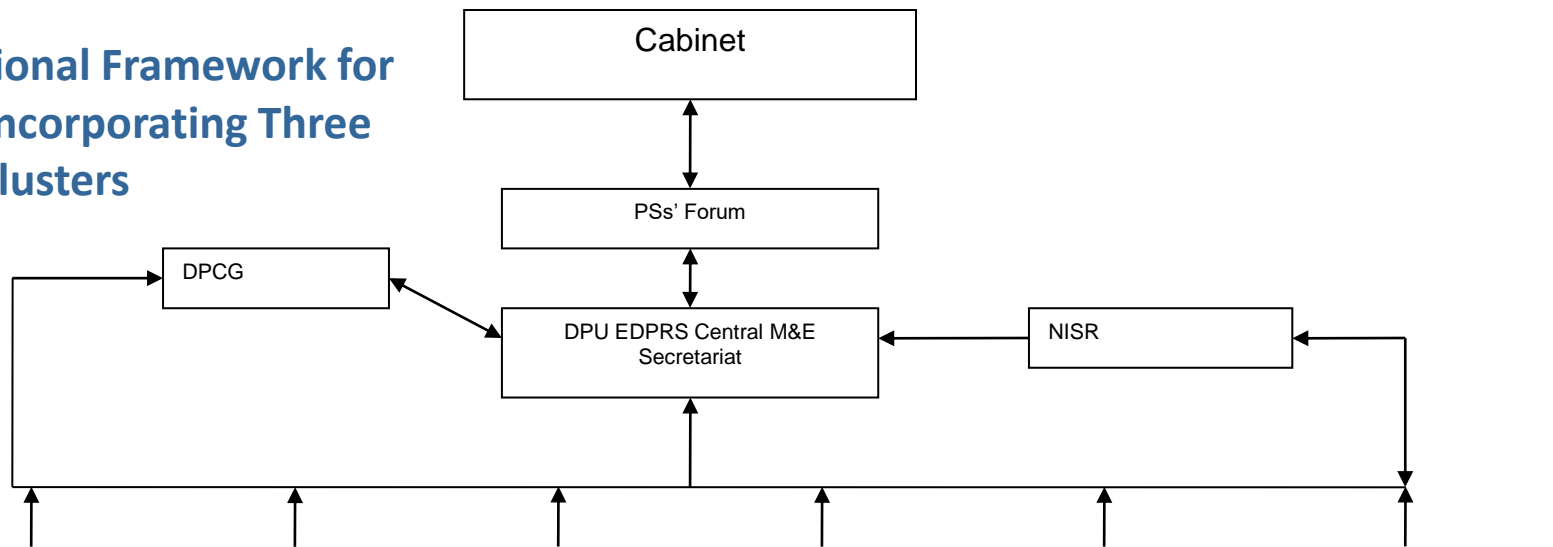 Cabinet
ional Framework for
ncorporating Three
lusters
PSs’ Forum
DPCG
DPU EDPRS Central M&E
Secretariat
NISR